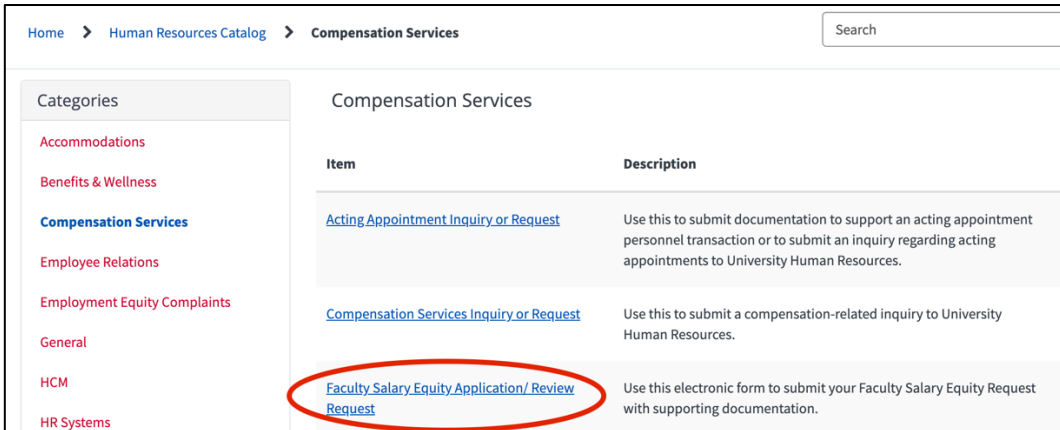 Home > Human Resources Catalog > Compensation Services
Search
Categories
Accommodations
Benefits & Wellness
Compensation Services
Employee Relations
Employment Equity Complaints
General
HCM
HR Systems
Compensation Services
Item Description
Acting Appointment Inquiry or Request
Use this to submit documentation to support an acting appointment
personnel transaction or to submit an inquiry regarding acting
appointments to University Human Resources.
Compensation Services Inquiry or Request
Use this to submit a compensation-related inquiry to University
Human Resources.
Faculty Salary Equity Application/ Review
Request
Use this electronic form to submit your Faculty Salary Equity Request
with supporting documentation.